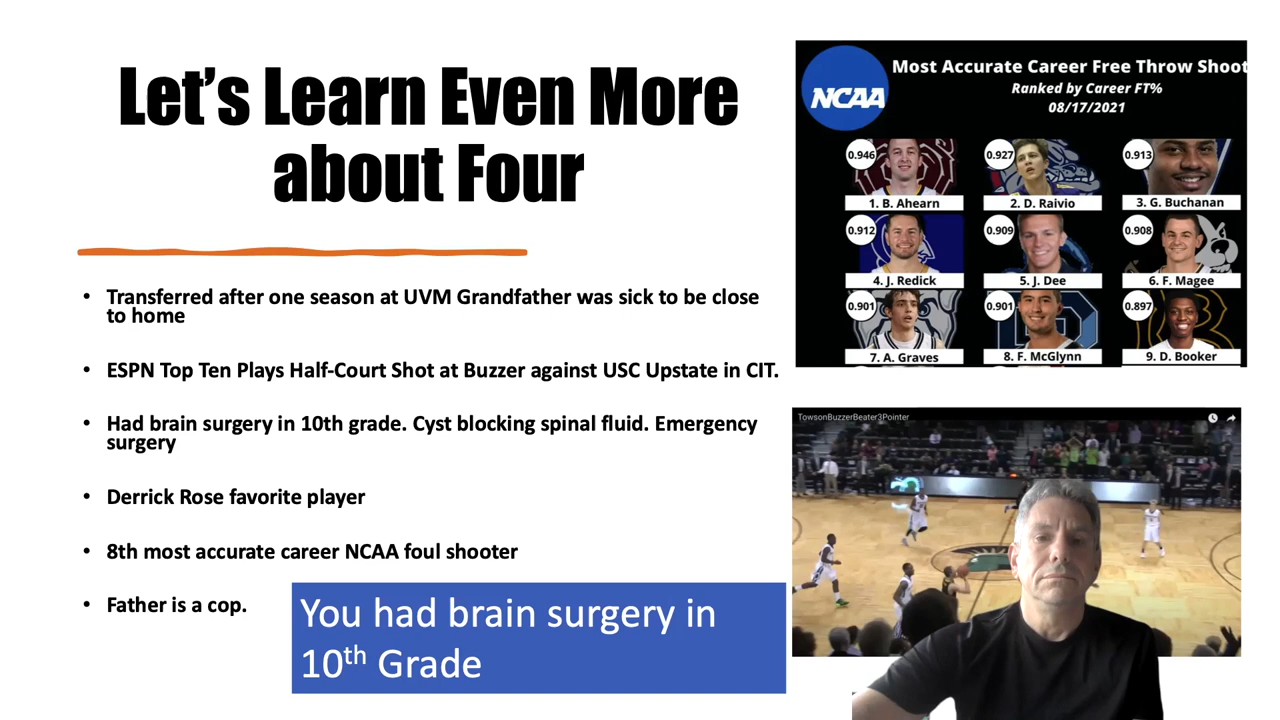 Let's Learn Even More
about Four
• Transferred after one season at UVM Grandfather was sick to be close
to home
• ESPN Top Ten Plays Half-Court Shot at Buzzer against USC Upstate in CIT.
• Had brain surgery in 10th grade. Cyst blocking spinal fluid. Emergency
surgery
• Derrick Rose favorite player
• 8th most accurate career NCAA foul shooter
• Father is a cop.
You had brain surgery in
10th Grade
NCAA
Most Accurate Career Free Throw Shoot
Ranked by Career FT%
08/17/2021
0.946
0.927
0.913
1. B. Ahearn
2. D. Raivio
3. G. Buchanan
0.912
0.909
0.908
4. J. Redick
5. J. Dee
6. F. Magee
0.901
0.901
0.897
7. A. Graves
8. F. McGlynn
9. D. Booker
TowsonBuzzerBeater3Pointer